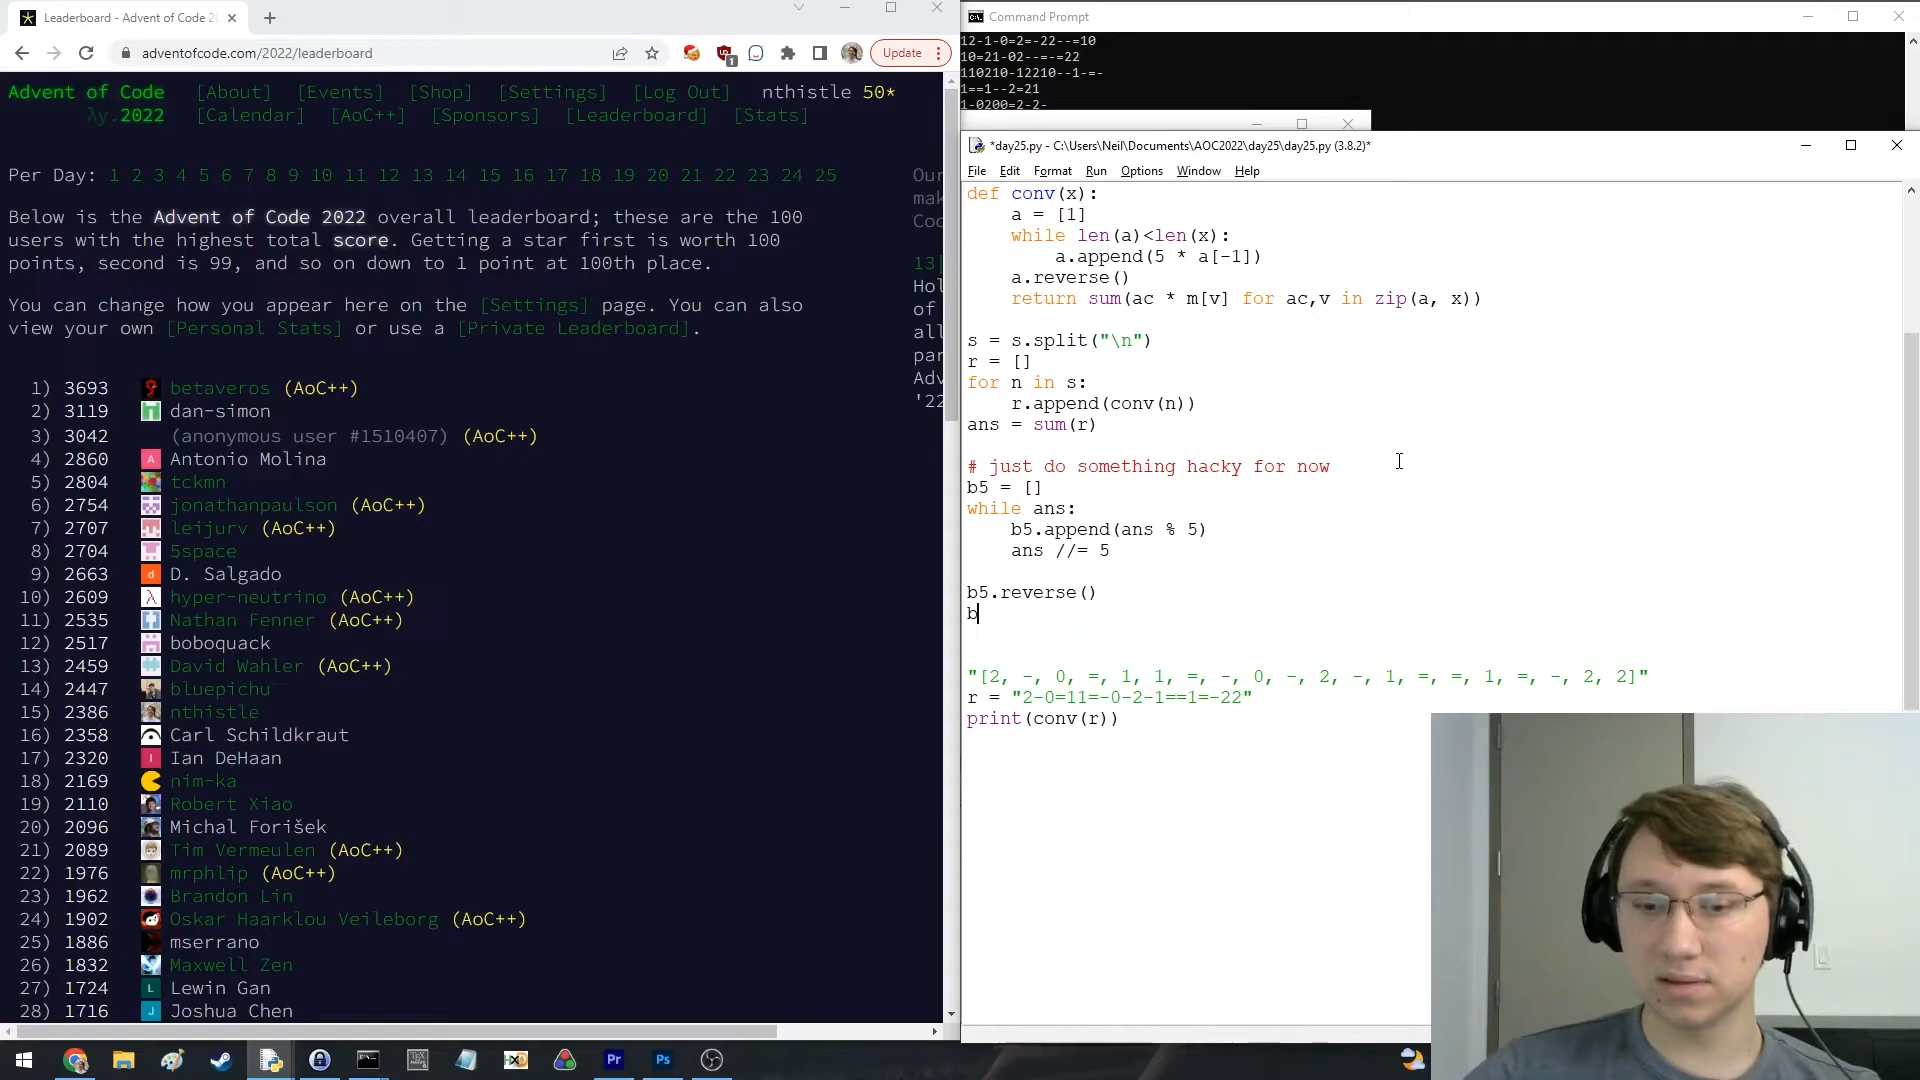 Leaderboard - Advent of Code 2
adventofcode.com/2022/leaderboard
Update
Advent of Code [About] [Events] [Shop] [Settings] [Log Out] nthistle 50*
λy.2022 [Calendar] [AoC++] [Sponsors] [Leaderboard] [Stats]
Per Day: 1 2 3 4 5 6 7 8 9 10 11 12 13 14 15 16 17 18 19 20 21 22 23 24 25
Below is the Advent of Code 2022 overall leaderboard; these are the 100
users with the highest total score. Getting a star first is worth 100
points, second is 99, and so on down to 1 point at 100th place.
You can change how you appear here on the [Settings] page. You can also
view your own [Personal Stats] or use a [Private Leaderboard].
1) 3693 betaveros (AoC++)
2) 3119 dan-simon
3) 3042 (anonymous user #1510407) (AoC++)
4) 2860 Antonio Molina
5) 2804 tckmn
6) 2754 jonathanpaulson (AoC++)
7) 2707 leijurv (AoC++)
8) 2704 5space
9) 2663 D. Salgado
10) 2609 hyper-neutrino (AoC++)
11) 2535 Nathan Fenner (AoC++)
12) 2517 boboquack
13) 2459 David Wahler (AoC++)
14) 2447 bluepichu
15) 2386 nthistle
16) 2358 Carl Schildkraut
17) 2320 Ian DeHaan
18) 2169 nim-ka
19) 2110 Robert Xiao
20) 2096 Michal Forišek
21) 2089 Tim Vermeulen (AoC++)
22) 1976 mrphlip (AoC++)
23) 1962 Brandon Lin
24) 1902 Oskar Haarklou Veileborg (AoC++)
25) 1886 mserrano
26) 1832 Maxwell Zen
27) 1724 Lewin Gan
28) 1716 Joshua Chen
Our
mak
Coc
13
Hol
of
all
par
Adv
'22
Command Prompt
12-1-0=2=-22--=10
10=21-02--=-=22
110210-12210--1-=-
1==1--2=21
1-0200=2-2-
*day25.py - C:\Users\Neil\Documents\AOC2022\day25\day25.py (3.8.2)*
File Edit Format Run Options Window Help
def conv(x):
a = [1]
while len(a)<len(x):
a.append(5 * a[-1])
a.reverse()
return sum(ac * m[v] for ac,v in zip(a, x))
s = s.split("\n")
r = []
for n in s:
r.append(conv(n))
ans = sum(r)
# just do something hacky for now
b5 = []
while ans:
b5.append(ans % 5)
ans //= 5
b5.reverse()
b
"[2, -, 0, =, 1, 1, =, -, 0, -, 2, -, 1, =, =, 1, =, -, 2, 2]"
r = "2-0=11=-0-2-1==1=-22"
print(conv(r))
Pr
Ps